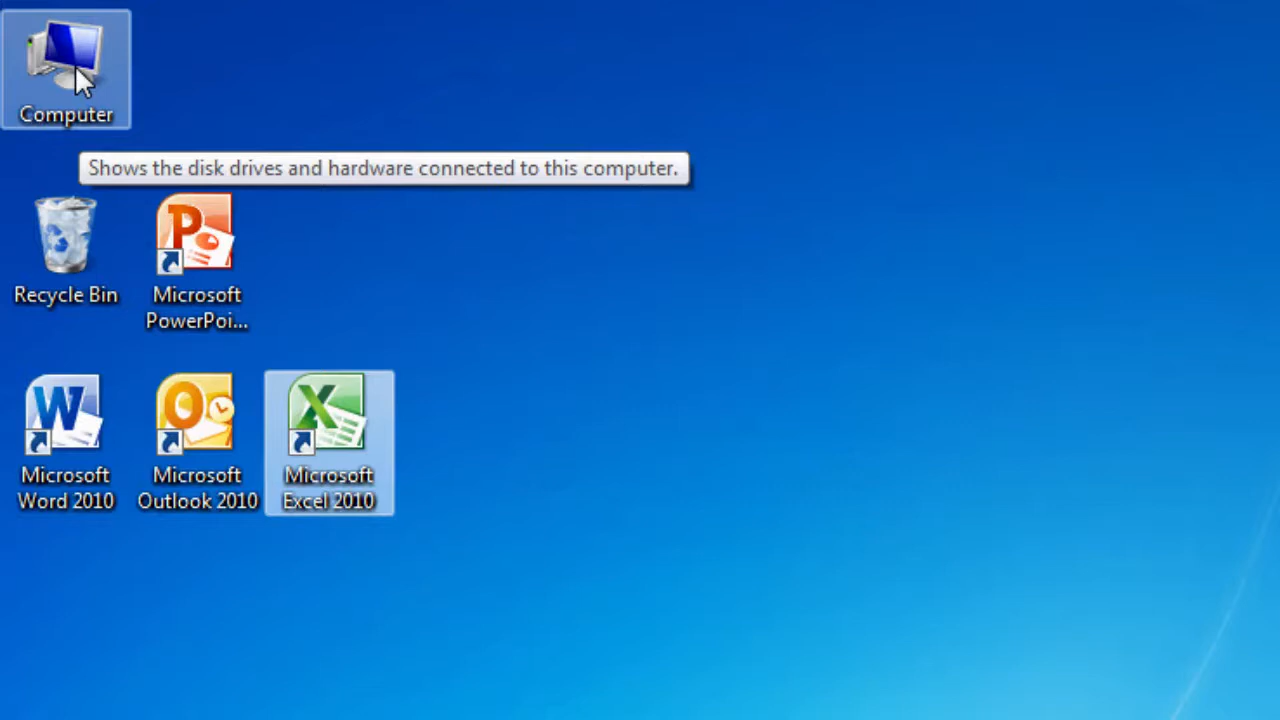 Computer
Shows the disk drives and hardware connected to this computer.
Recycle Bin
Microsoft
PowerPoi...
Microsoft
Word 2010
Microsoft
Outlook 2010
Microsoft
Excel 2010